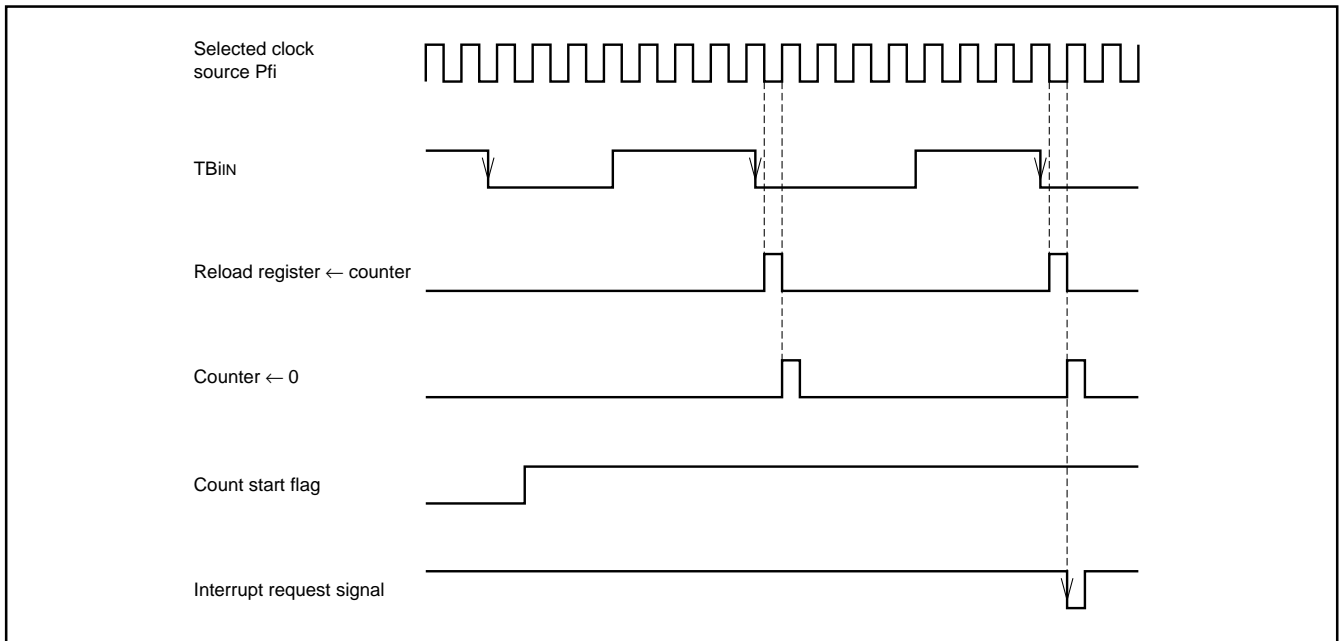 Selected clock
source Pfi
TBiIN
Reload register ← counter
Counter ← 0
Count start flag
Interrupt request signal